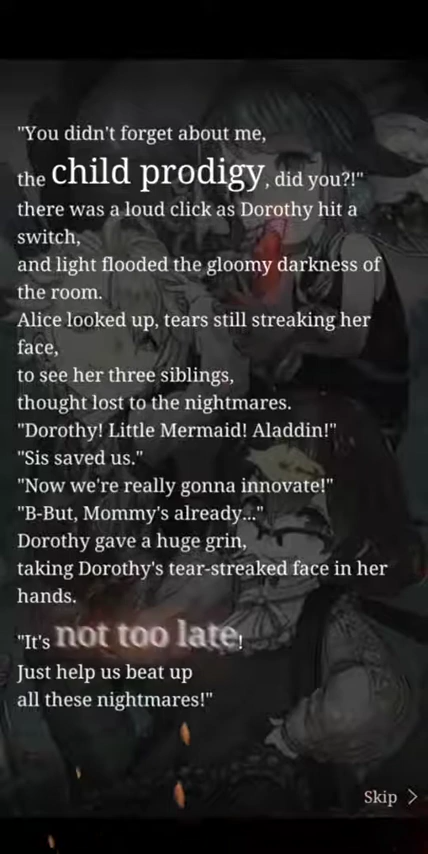 "You didn't forget about me,
the child prodigy, did you?!"
there was a loud click as Dorothy hit a
switch,
and light flooded the gloomy darkness of
the room.
Alice looked up, tears still streaking her
face,
to see her three siblings,
thought lost to the nightmares.
"Dorothy! Little Mermaid! Aladdin!"
"Sis saved us."
"Now we're really gonna innovate!"
"B-But, Mommy's already..."
Dorothy gave a huge grin,
taking Dorothy's tear-streaked face in her
hands.
"It's not too late!
Just help us beat up
all these nightmares!"
Skip >